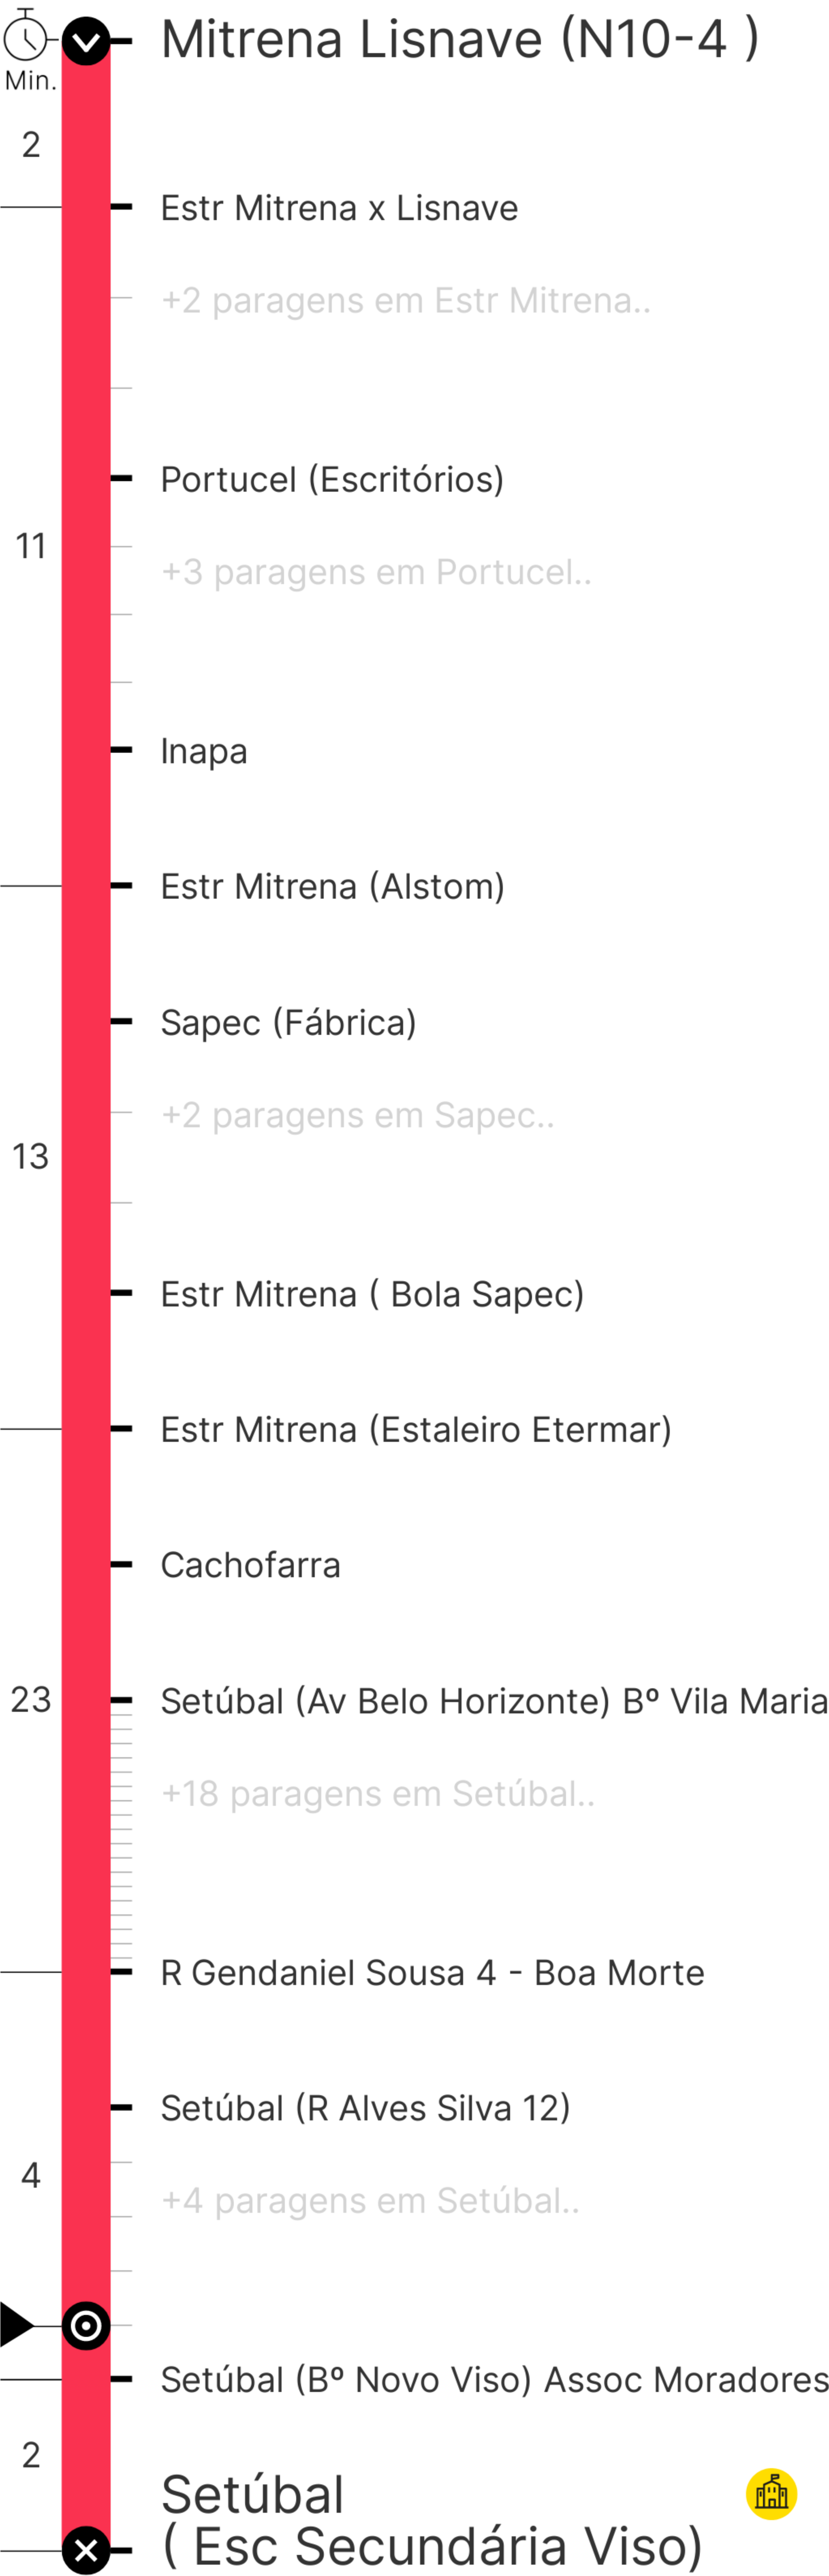 Mitrena Lisnave (N10-4 )
Min.
2
Estr Mitrena x Lisnave
+2 paragens em Estr Mitrena..
Portucel (Escritórios)
11
+3 paragens em Portucel..
Inapa
Estr Mitrena (Alstom)
Sapec (Fábrica)
+2 paragens em Sapec..
13
Estr Mitrena ( Bola Sapec)
Estr Mitrena (Estaleiro Etermar)
Cachofarra
23
Setúbal (Av Belo Horizonte) Bº Vila Maria
+18 paragens em Setúbal..
R Gendaniel Sousa 4 - Boa Morte
Setúbal (R Alves Silva 12)
4
+4 paragens em Setúbal..
Setúbal (Bº Novo Viso) Assoc Moradores
2
Setúbal
( Esc Secundária Viso)